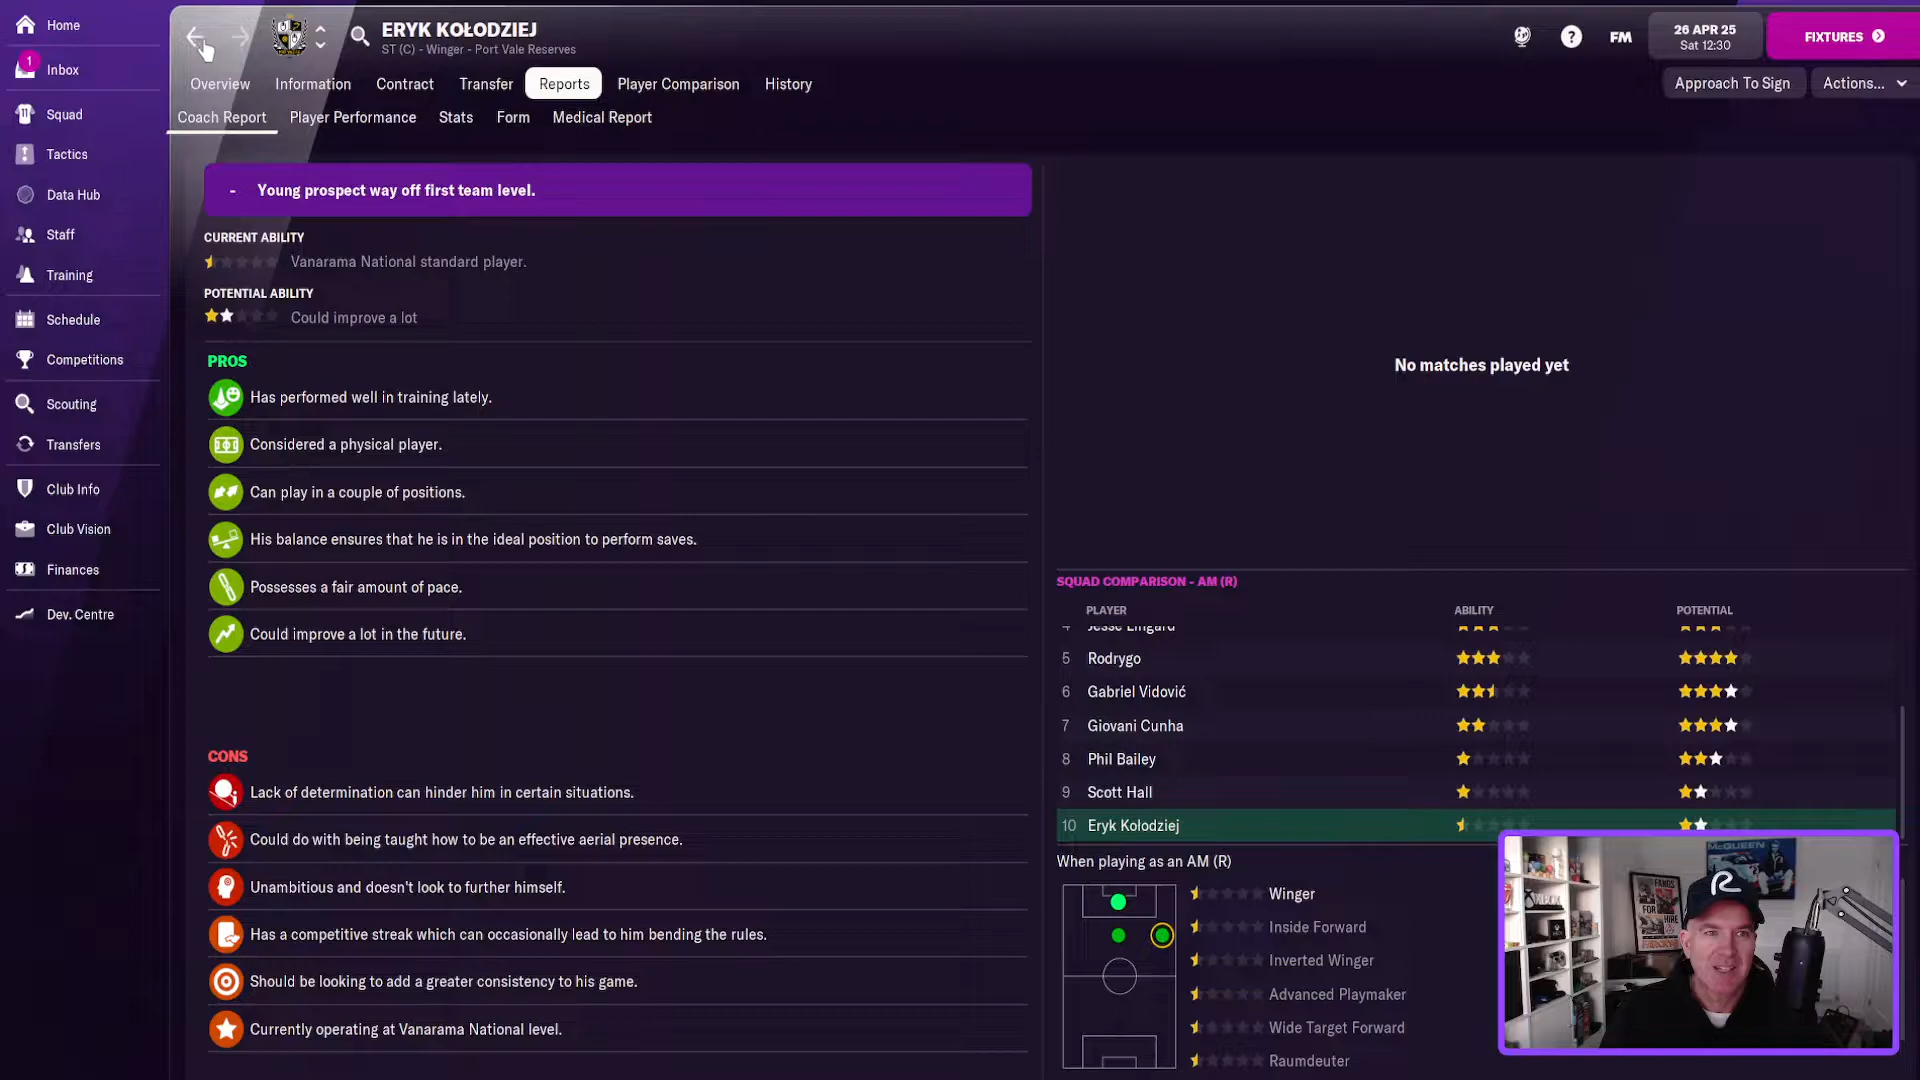 Home
1
Inbox
Squad
Tactics
Data Hub
Staff
Training
Schedule
Competitions
Scouting
Transfers
Club Info
Club Vision
Finances
Dev. Centre
ERYK KOŁODZIEJ
ST (C) - Winger - Port Vale Reserves
FM
26 APR 25
Sat 12:30
FIXTURES
Overview
Information
Contract
Transfer
Reports
Player Comparison
History
Approach To Sign
Actions...
Coach Report
Player Performance
Stats
Form
Medical Report
- Young prospect way off first team level.
CURRENT ABILITY
Vanarama National standard player.
POTENTIAL ABILITY
Could improve a lot
PROS
Has performed well in training lately.
Considered a physical player.
Can play in a couple of positions.
His balance ensures that he is in the ideal position to perform saves.
Possesses a fair amount of pace.
Could improve a lot in the future.
CONS
Lack of determination can hinder him in certain situations.
Could do with being taught how to be an effective aerial presence.
Unambitious and doesn't look to further himself.
Has a competitive streak which can occasionally lead to him bending the rules.
Should be looking to add a greater consistency to his game.
Currently operating at Vanarama National level.
No matches played yet
SQUAD COMPARISON - AM (R)
PLAYER ABILITY POTENTIAL
4 Jesse Lingard
5 Rodrygo
6 Gabriel Vidović
7 Giovani Cunha
8 Phil Bailey
9 Scott Hall
10 Eryk Kołodziej
When playing as an AM (R)
Winger
Inside Forward
Inverted Winger
Advanced Playmaker
Wide Target Forward
Raumdeuter
McQUEEN
FANGS
FOR
HIRE